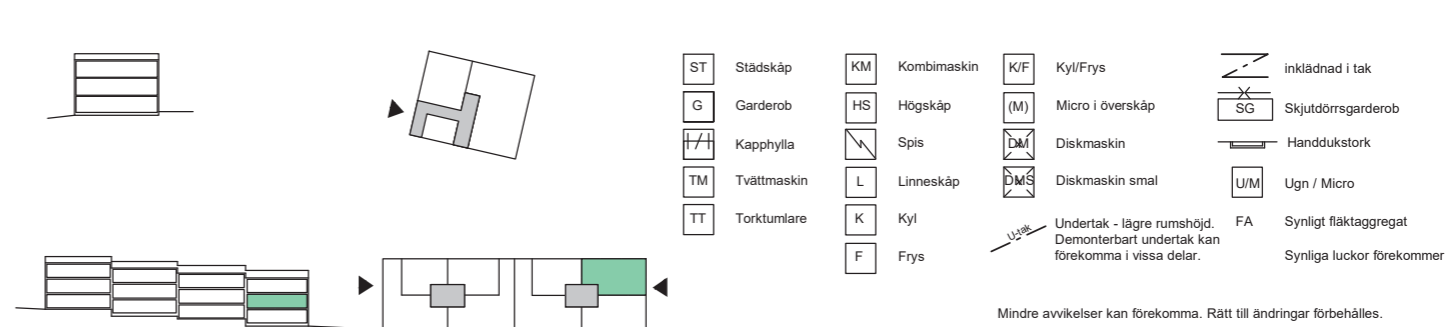 ST Städskåp
G Garderob
Kapphylla
TM Tvättmaskin
TT Torktumlare
KM Kombimaskin
HS Högskåp
Spis
L Linneskåp
K Kyl
F Frys
K/F Kyl/Frys
(M) Micro i överskåp
DM Diskmaskin
DMS Diskmaskin smal
U-tak
Undertak - lägre rumshöjd.
Demonterbart undertak kan
förekomma i vissa delar.
inklädnad i tak
SG Skjutdörrsgarderob
Handdukstork
U/M Ugn / Micro
FA Synligt fläktaggregat
Synliga luckor förekommer
Mindre avvikelser kan förekomma. Rätt till ändringar förbehålles.